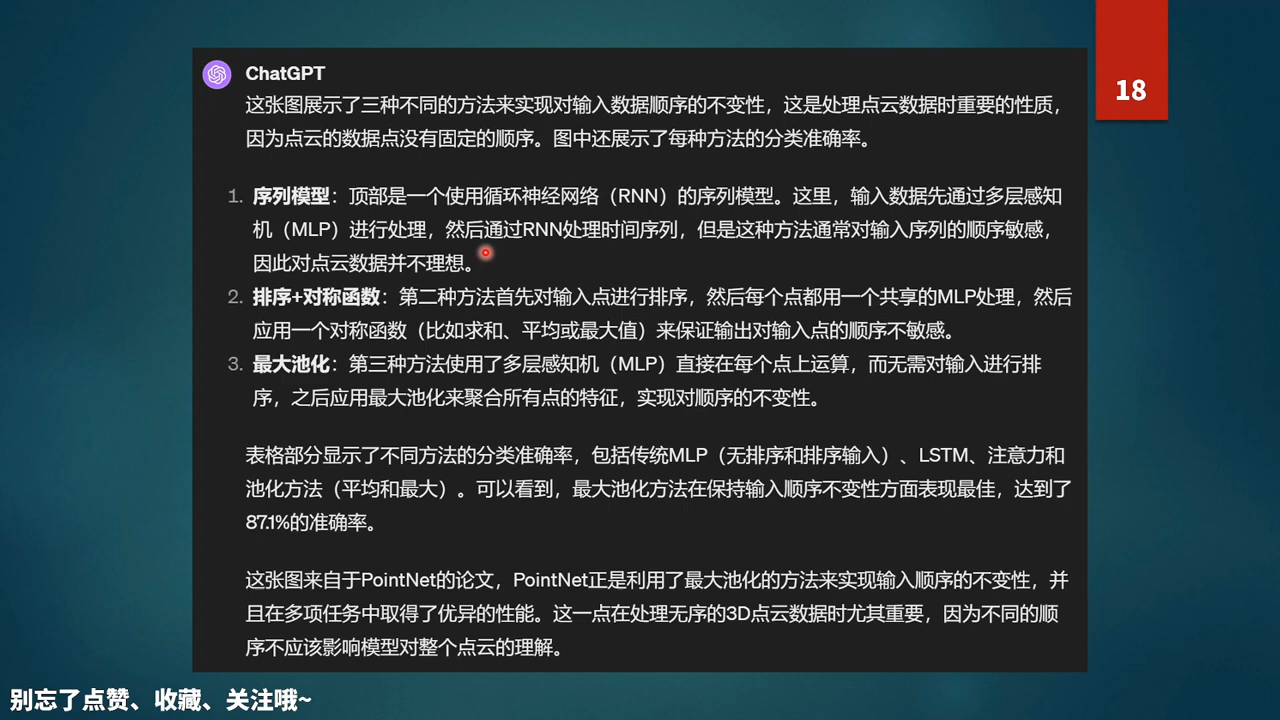 18
ChatGPT
这张图展示了三种不同的方法来实现对输入数据顺序的不变性，这是处理点云数据时重要的性质，
因为点云的数据点没有固定的顺序。图中还展示了每种方法的分类准确率。
1. 序列模型：顶部是一个使用循环神经网络（RNN）的序列模型。这里，输入数据先通过多层感知
机（MLP）进行处理，然后通过RNN处理时间序列，但是这种方法通常对输入序列的顺序敏感，
因此对点云数据并不理想。
2. 排序+对称函数：第二种方法首先对输入点进行排序，然后每个点都用一个共享的MLP处理，然后
应用一个对称函数（比如求和、平均或最大值）来保证输出对输入点的顺序不敏感。
3. 最大池化：第三种方法使用了多层感知机（MLP）直接在每个点上运算，而无需对输入进行排
序，之后应用最大池化来聚合所有点的特征，实现对顺序的不变性。
表格部分显示了不同方法的分类准确率，包括传统MLP（无排序和排序输入）、LSTM、注意力和
池化方法（平均和最大）。可以看到，最大池化方法在保持输入顺序不变性方面表现最佳，达到了
87.1%的准确率。
这张图来自于PointNet的论文，PointNet正是利用了最大池化的方法来实现输入顺序的不变性，并
且在多项任务中取得了优异的性能。这一点在处理无序的3D点云数据时尤其重要，因为不同的顺
序不应该影响模型对整个点云的理解。
别忘了点赞、收藏、关注哦~